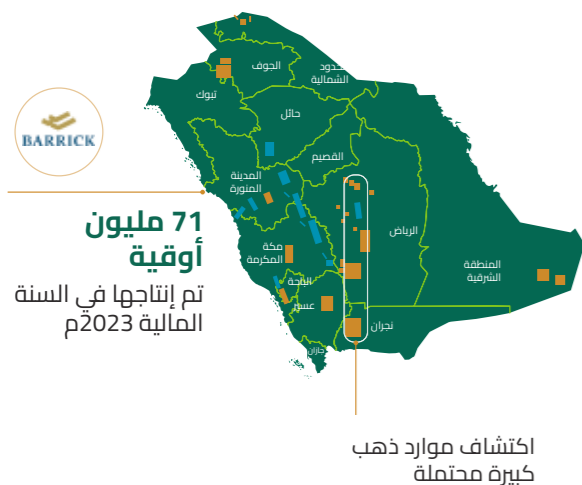 الجوف
حدود
الشمالية
تبوك
حائل
BARRICK
القصيم
المدينة
المنورة
71 مليون
أوقية
تم إنتاجها في السنة
المالية 2023م
الرياض
مكة
المكرمة
المنطقة
الشرقية
الباحة
عسير
نجران
جازان
اكتشاف موارد ذهب
كبيرة محتملة